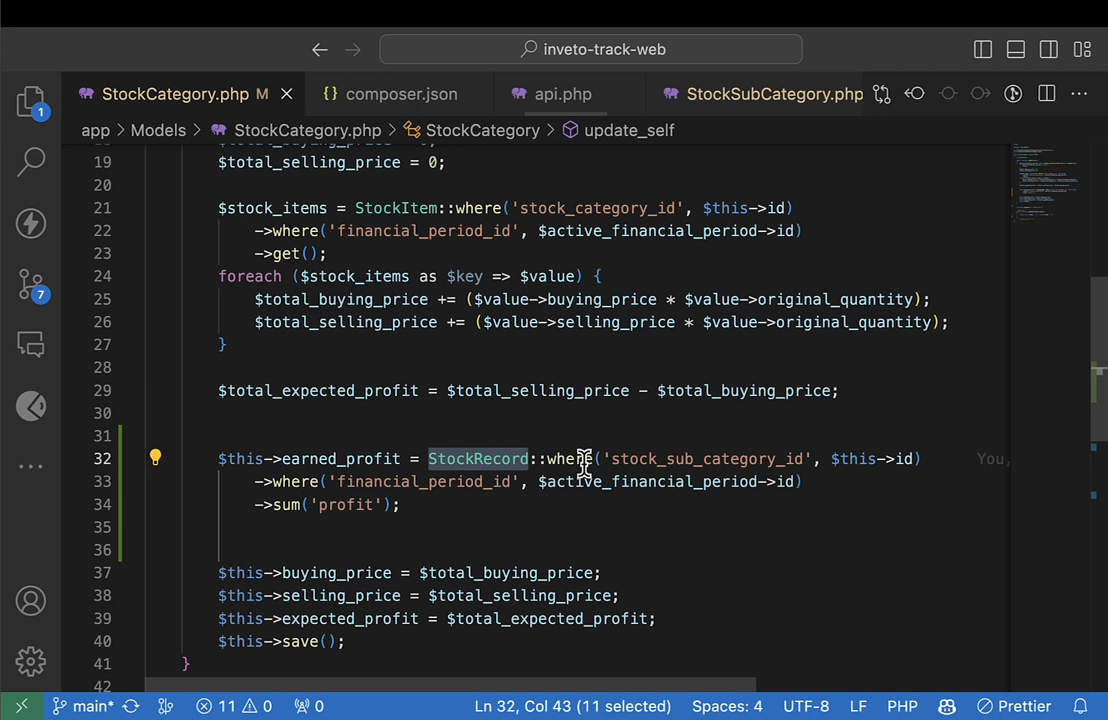 inveto-track-web
StockCategory.php M
composer.json
api.php
StockSubCategory.php
app > Models > StockCategory.php > StockCategory > update_self
1
7
19 $total_selling_price = 0;
20
21 $stock_items = StockItem::where('stock_category_id', $this->id)
22 ->where('financial_period_id', $active_financial_period->id)
23 ->get();
24 foreach ($stock_items as $key => $value) {
25 $total_buying_price += ($value->buying_price * $value->original_quantity);
26 $total_selling_price += ($value->selling_price * $value->original_quantity);
27 }
28
29 $total_expected_profit = $total_selling_price - $total_buying_price;
30
31
32 $this->earned_profit = StockRecord::where('stock_sub_category_id', $this->id) You,
33 ->where('financial_period_id', $active_financial_period->id)
34 ->sum('profit');
35
36
37 $this->buying_price = $total_buying_price;
38 $this->selling_price = $total_selling_price;
39 $this->expected_profit = $total_expected_profit;
40 $this->save();
41 }
42
main* 11 0 0 Ln 32, Col 43 (11 selected) Spaces: 4 UTF-8 LF PHP Prettier